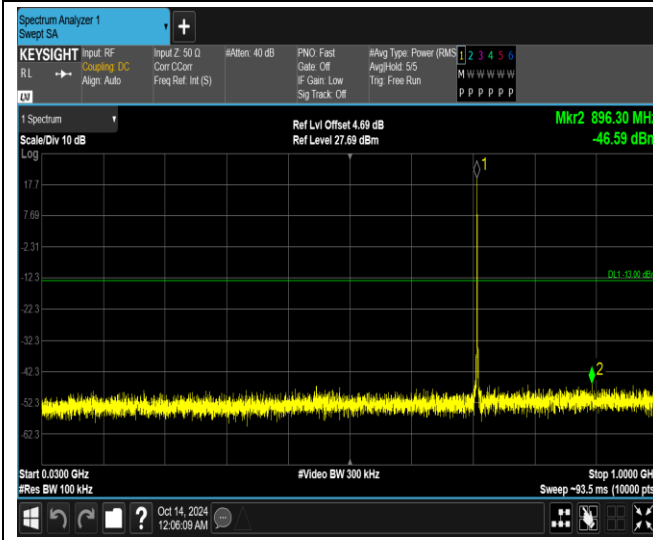 Spectrum Analyzer 1
Swept SA
+
KEYSIGHT Input: RF Input Z: 50 Ω #Atten: 40 dB PNO: Fast #Avg Type: Power (RMS 1 2 3 4 5 6
RL Coupling: DC Corr CCorr Gate: Off Avg|Hold: 5/5 M W W W W W
Align: Auto Freq Ref: Int (S) IF Gain: Low Trig: Free Run
Sig Track: Off P P P P P P
LXI
1 Spectrum Ref Lvl Offset 4.69 dB Mkr2 896.30 MHz
Scale/Div 10 dB Ref Level 27.69 dBm -46.59 dBm
Log
1
17.7
7.69
-2.31
-12.3 DL1 -13.00 dBm
-22.3
-32.3
-42.3 2
-52.3
-62.3
Start 0.0300 GHz #Video BW 300 kHz Stop 1.0000 GH
#Res BW 100 kHz Sweep ~93.5 ms (10000 pts
? Oct 14, 2024
12:06:09 AM